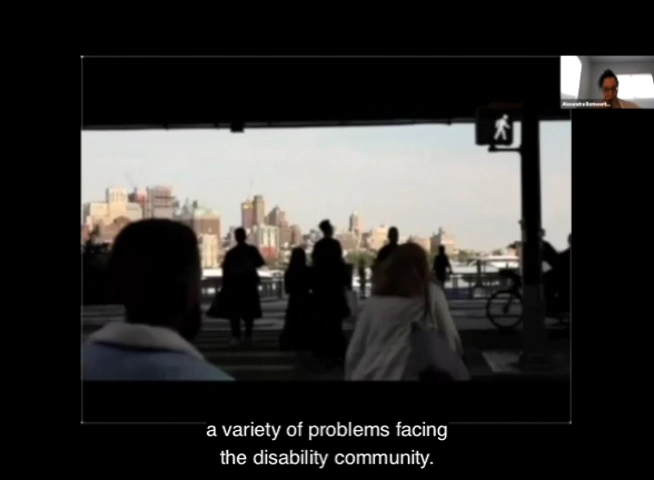 a variety of problems facing
the disability community.